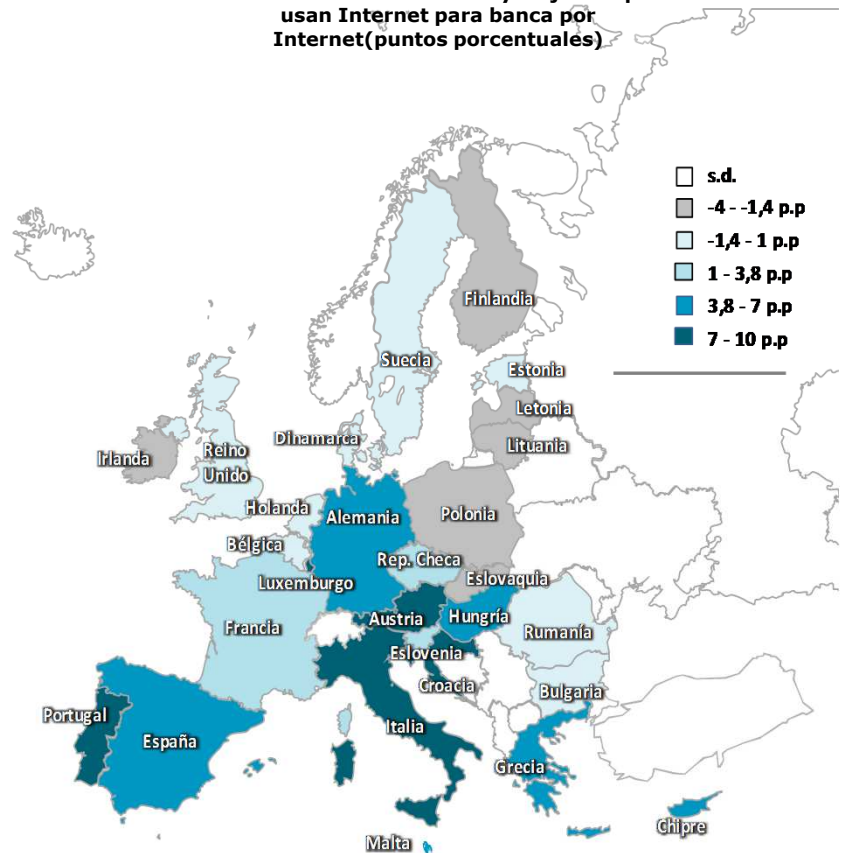 usan Internet para banca por
Internet(puntos porcentuales)
s.d.
-4 - -1,4 p.p
-1,4 - 1 p.p
1 - 3,8 p.p
3,8 - 7 p.p
7 - 10 p.p
Finlandia
Suecia
Estonia
Letonia
Dinamarca
Lituania
Irlanda
Reino
Unido
Holanda
Alemania
Polonia
Bélgica
Rep. Checa
Luxemburgo
Eslovaquia
Austria
Hungría
Francia
Rumanía
Eslovenia
Croacia
Bulgaria
Portugal
España
Italia
Grecia
Chipre
Malta